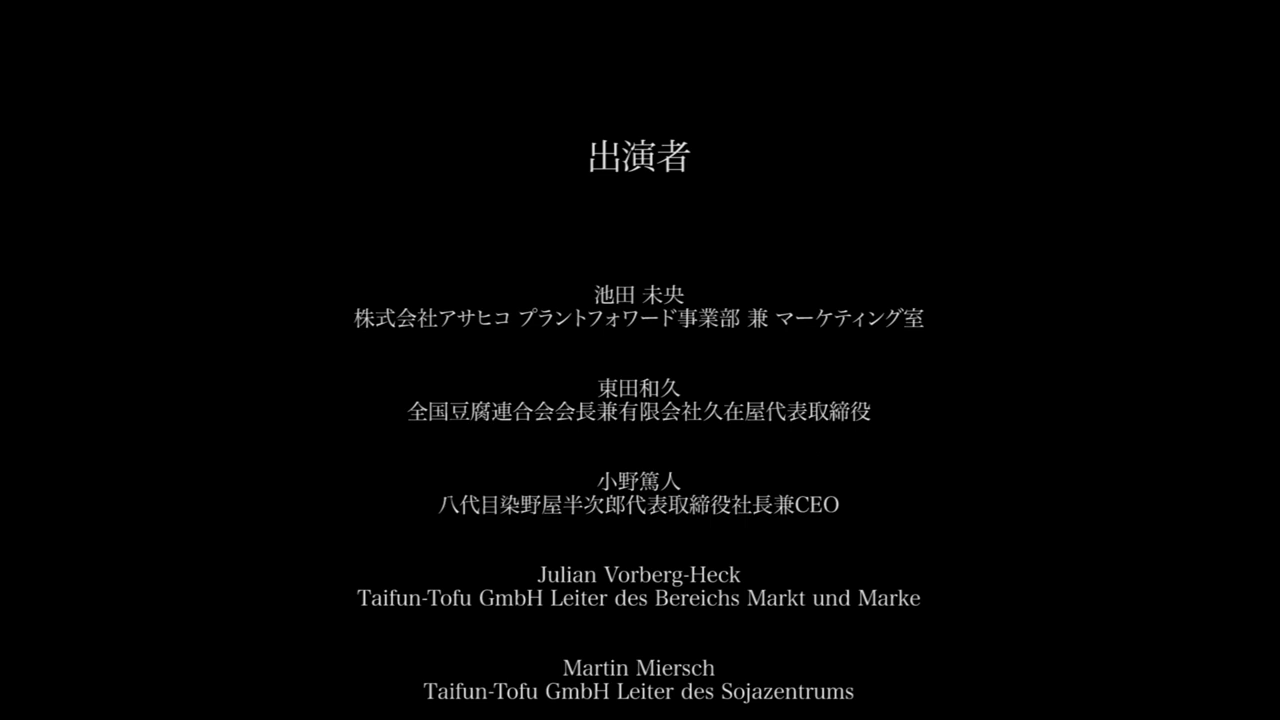 出演者
池田 未央
株式会社アサヒコ プラントフォワード事業部 兼 マーケティング室
東田和久
全国豆腐連合会会長兼有限会社久在屋代表取締役
小野篤人
八代目染野屋半次郎代表取締役社長兼CEO
Julian Vorberg-Heck
Taifun-Tofu GmbH Leiter des Bereichs Markt und Marke
Martin Miersch
Taifun-Tofu GmbH Leiter des Sojazentrums